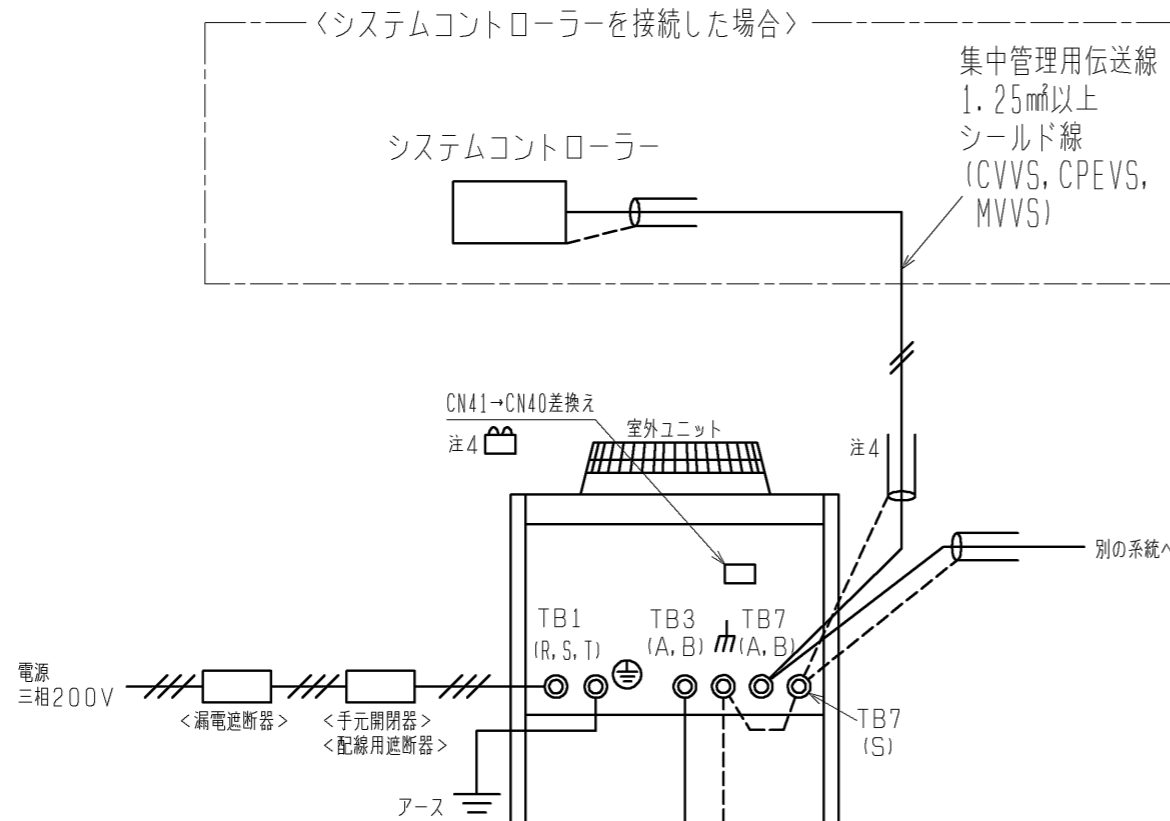 〈システムコントローラーを接続した場合〉
集中管理用伝送線
1.25㎟以上
シールド線
(CVVS, CPEVS,
MVVS)
システムコントローラー
CN41→CN40差換え
注4
室外ユニット
注4
別の系統へ
TB1
(R, S, T)
TB3
(A, B)
TB7
(A, B)
電源
三相200V
<漏電遮断器>
<手元開閉器>
<配線用遮断器>
TB7
(S)
アース